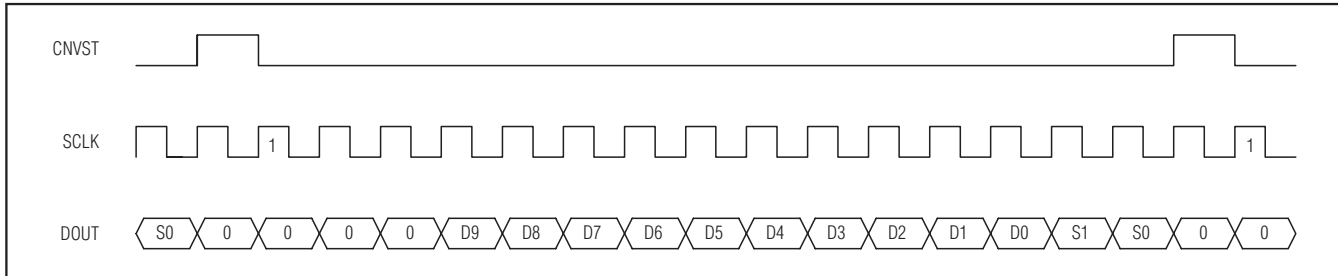 CNVST
SCLK 1 1
DOUT S0 0 0 0 0 D9 D8 D7 D6 D5 D4 D3 D2 D1 D0 S1 S0 0 0